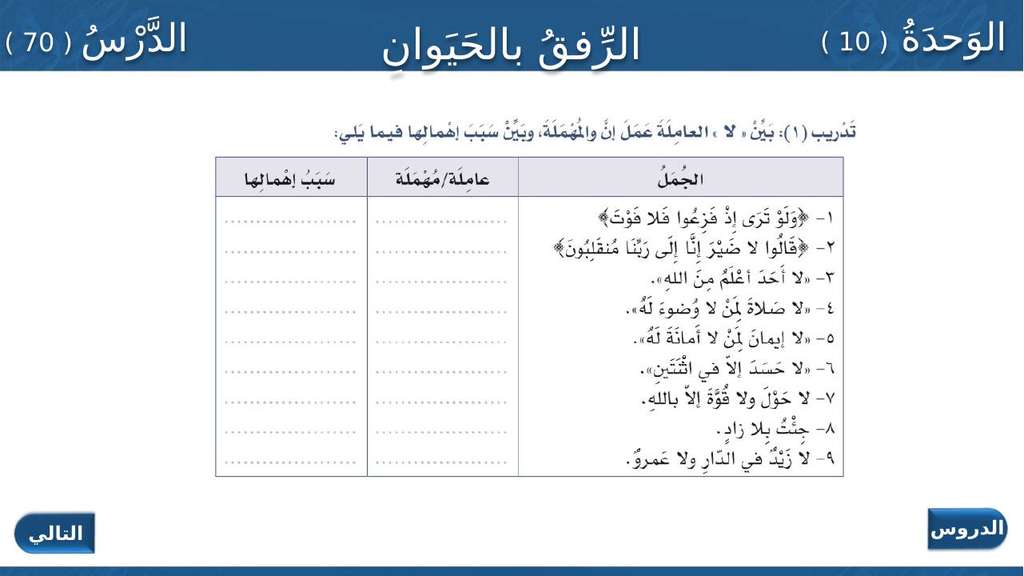 الوَحدَةُ ( 10 )
الرِّفقُ بالحَيَوانِ
الدَّرْسُ ( 70 )
تَدْريب (١): بَيِّنْ « لا » العامِلَةَ عَمَلَ إنَّ والمُهْمَلَةَ، وبَيِّنْ سَبَبَ إهْمالِها فيما يَلي:
الجُمَلُ
عامِلَة/مُهْمَلَة
سَبَبُ إهْمالِها
١- ﴿وَلَوْ تَرَى إِذْ فَزِعُوا فَلا فَوْتَ﴾
٢- ﴿قَالُوا لا ضَيْرَ إِنَّا إِلَى رَبِّنَا مُنقَلِبُونَ﴾
٣- «لا أَحَدَ أعْلَمُ مِنَ اللهِ».
٤- «لا صَلاةَ لِمَنْ لا وُضوءَ لَهُ».
٥- «لا إيمانَ لِمَنْ لا أَمانَةَ لَهُ».
٦- «لا حَسَدَ إلاّ في اثْنَتَينِ».
٧- لا حَوْلَ ولا قُوَّةَ إلاّ باللهِ.
٨- جِئْتُ بِلا زادٍ.
٩- لا زَيْدٌ في الدّارِ ولا عَمروٌ.
الدروس
التالي